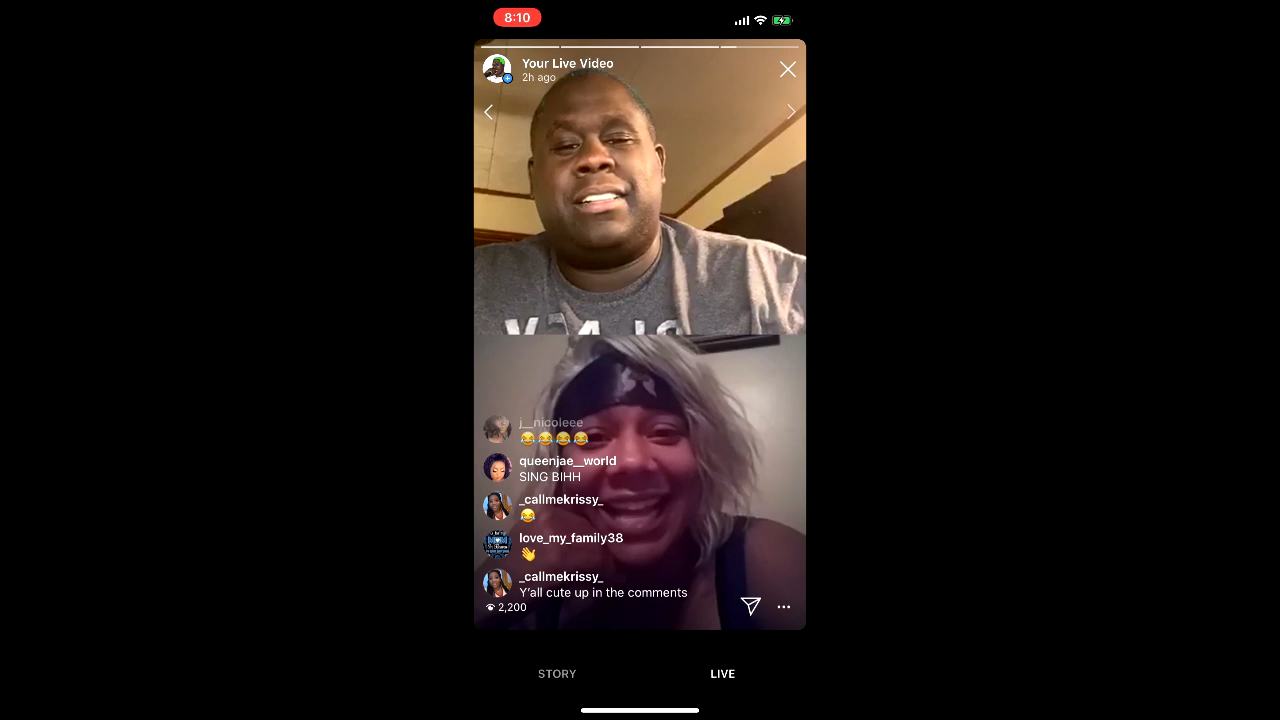 8:10
Your Live Video
2h ago
j__nicoleee
😂😂😂😂
queenjae__world
SING BIHH
_callmekrissy_
😂
love_my_family38
👋
_callmekrissy_
Y'all cute up in the comments
2,200
STORY
LIVE